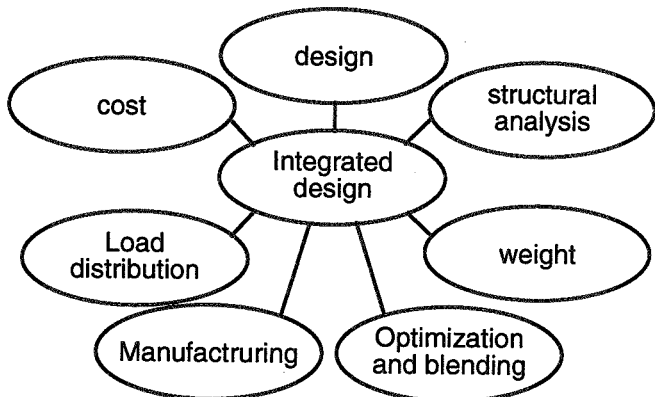 design
cost
structural
analysis
Integrated
design
Load
distribution
weight
Manufactruring
Optimization
and blending